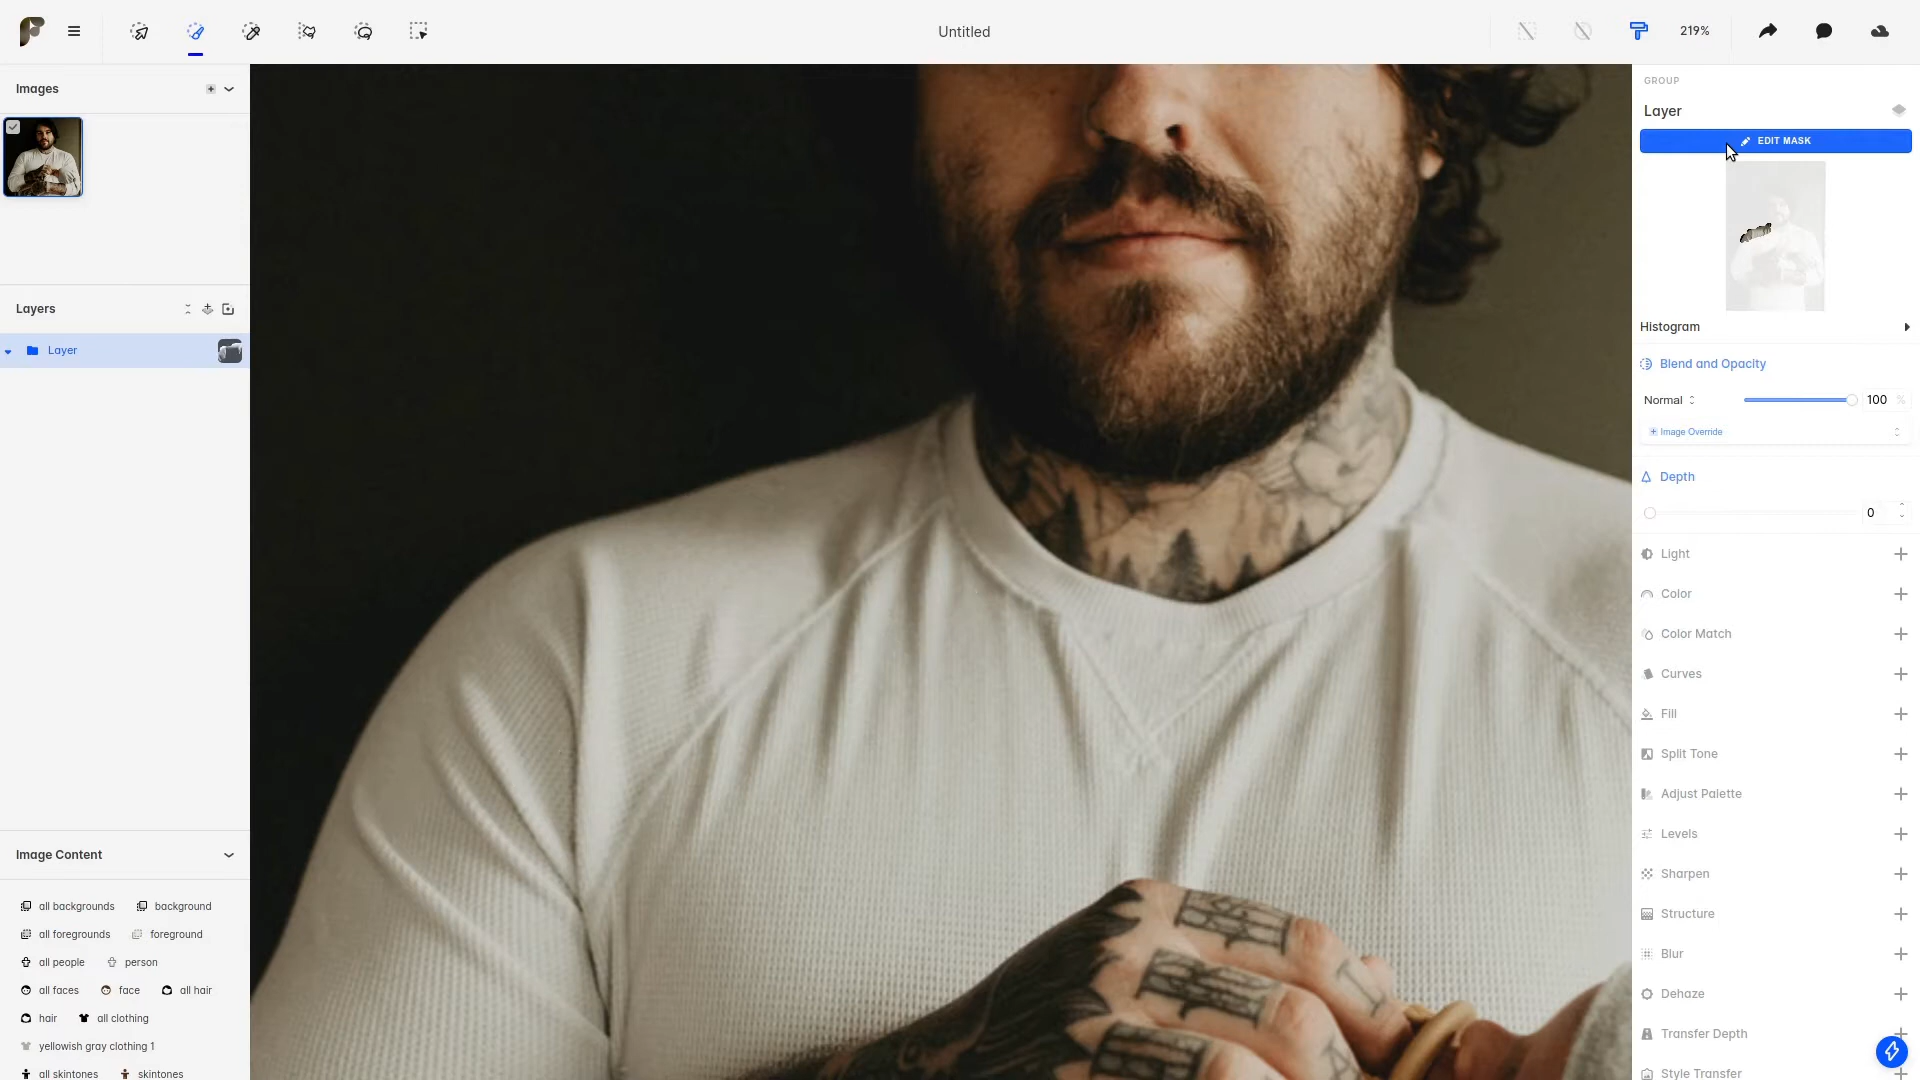 Untitled
219%
Images
Layers
Layer
Image Content
all backgrounds background
all foregrounds foreground
all people person
all faces face all hair
hair all clothing
yellowish gray clothing 1
all skintones skintones
GROUP
Layer
EDIT MASK
Histogram
Blend and Opacity
Normal 100 %
+ Image Override
Depth
0
Light
Color
Color Match
Curves
Fill
Split Tone
Adjust Palette
Levels
Sharpen
Structure
Blur
Dehaze
Transfer Depth
Style Transfer